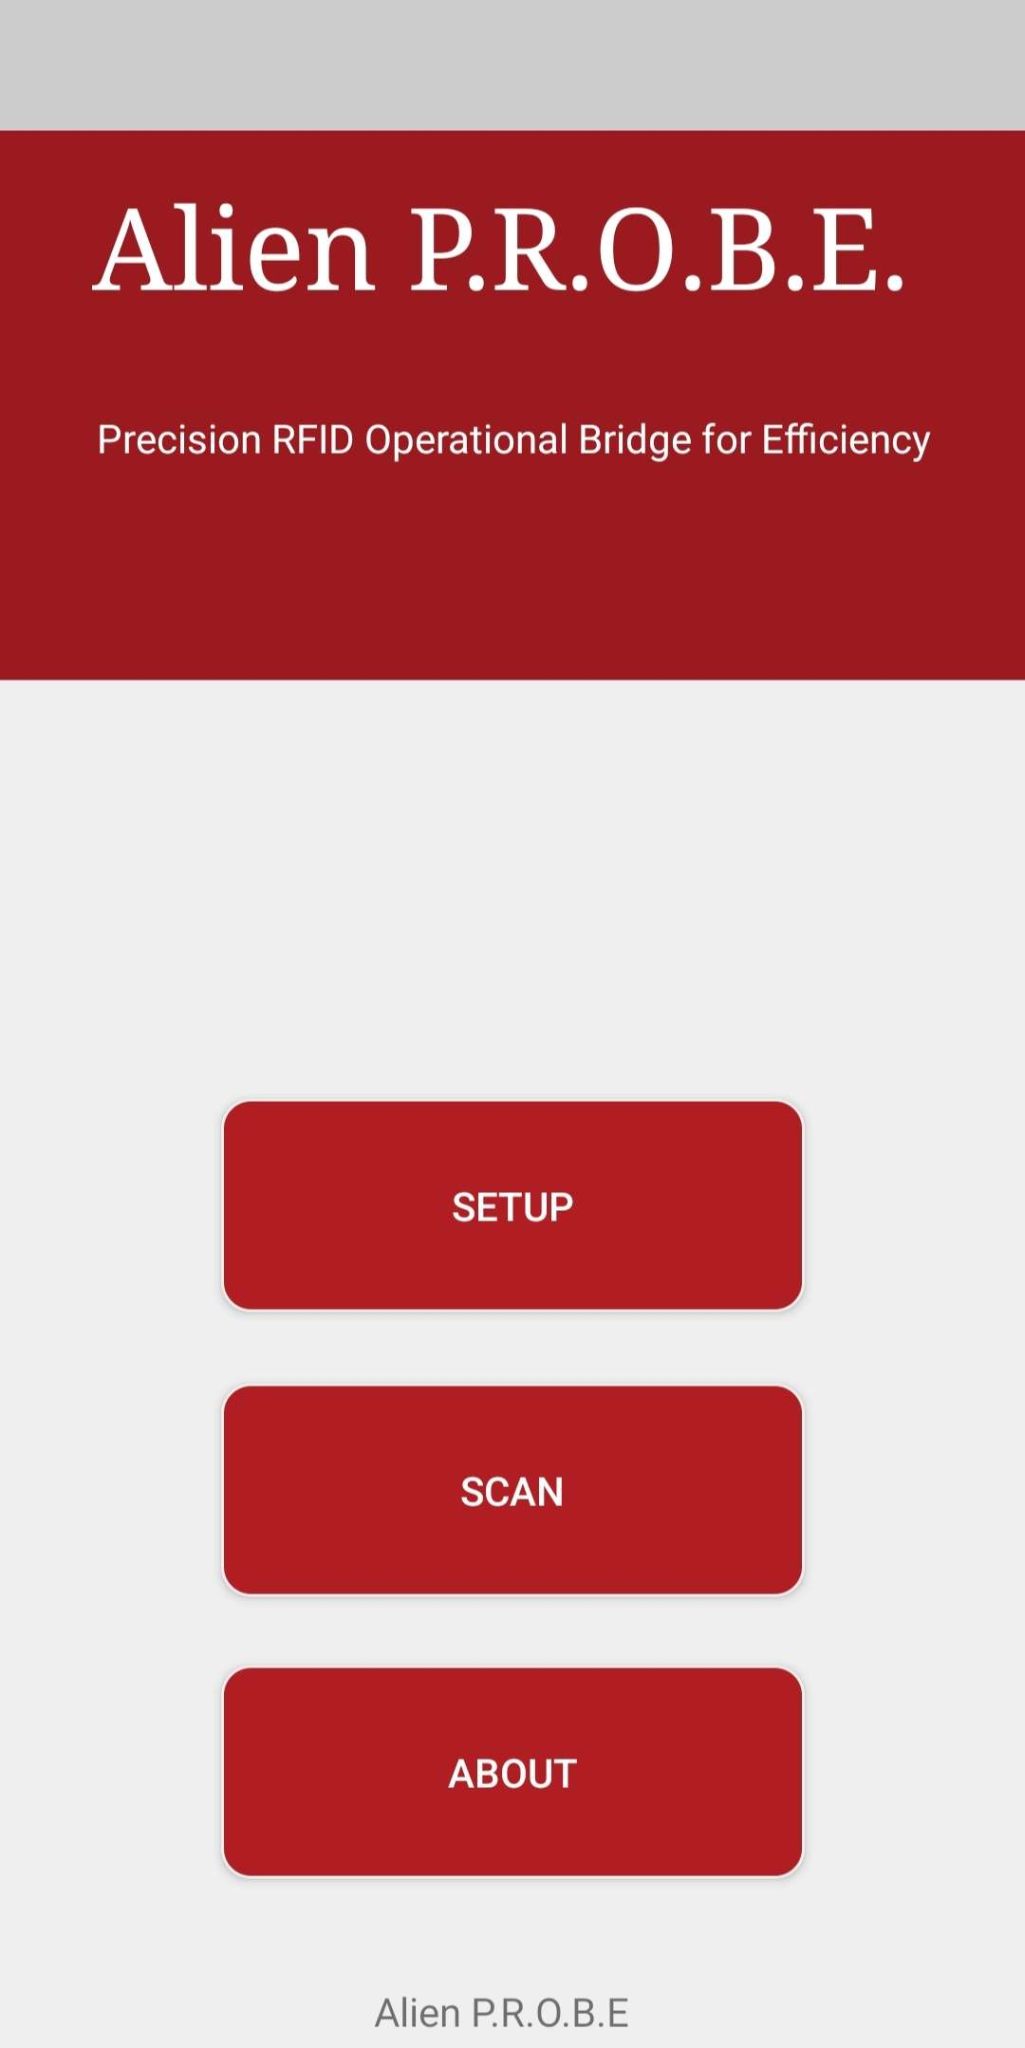 Alien P.R.O.B.E.
Precision RFID Operational Bridge for Efficiency
SETUP
SCAN
ABOUT
Alien P.R.O.B.E